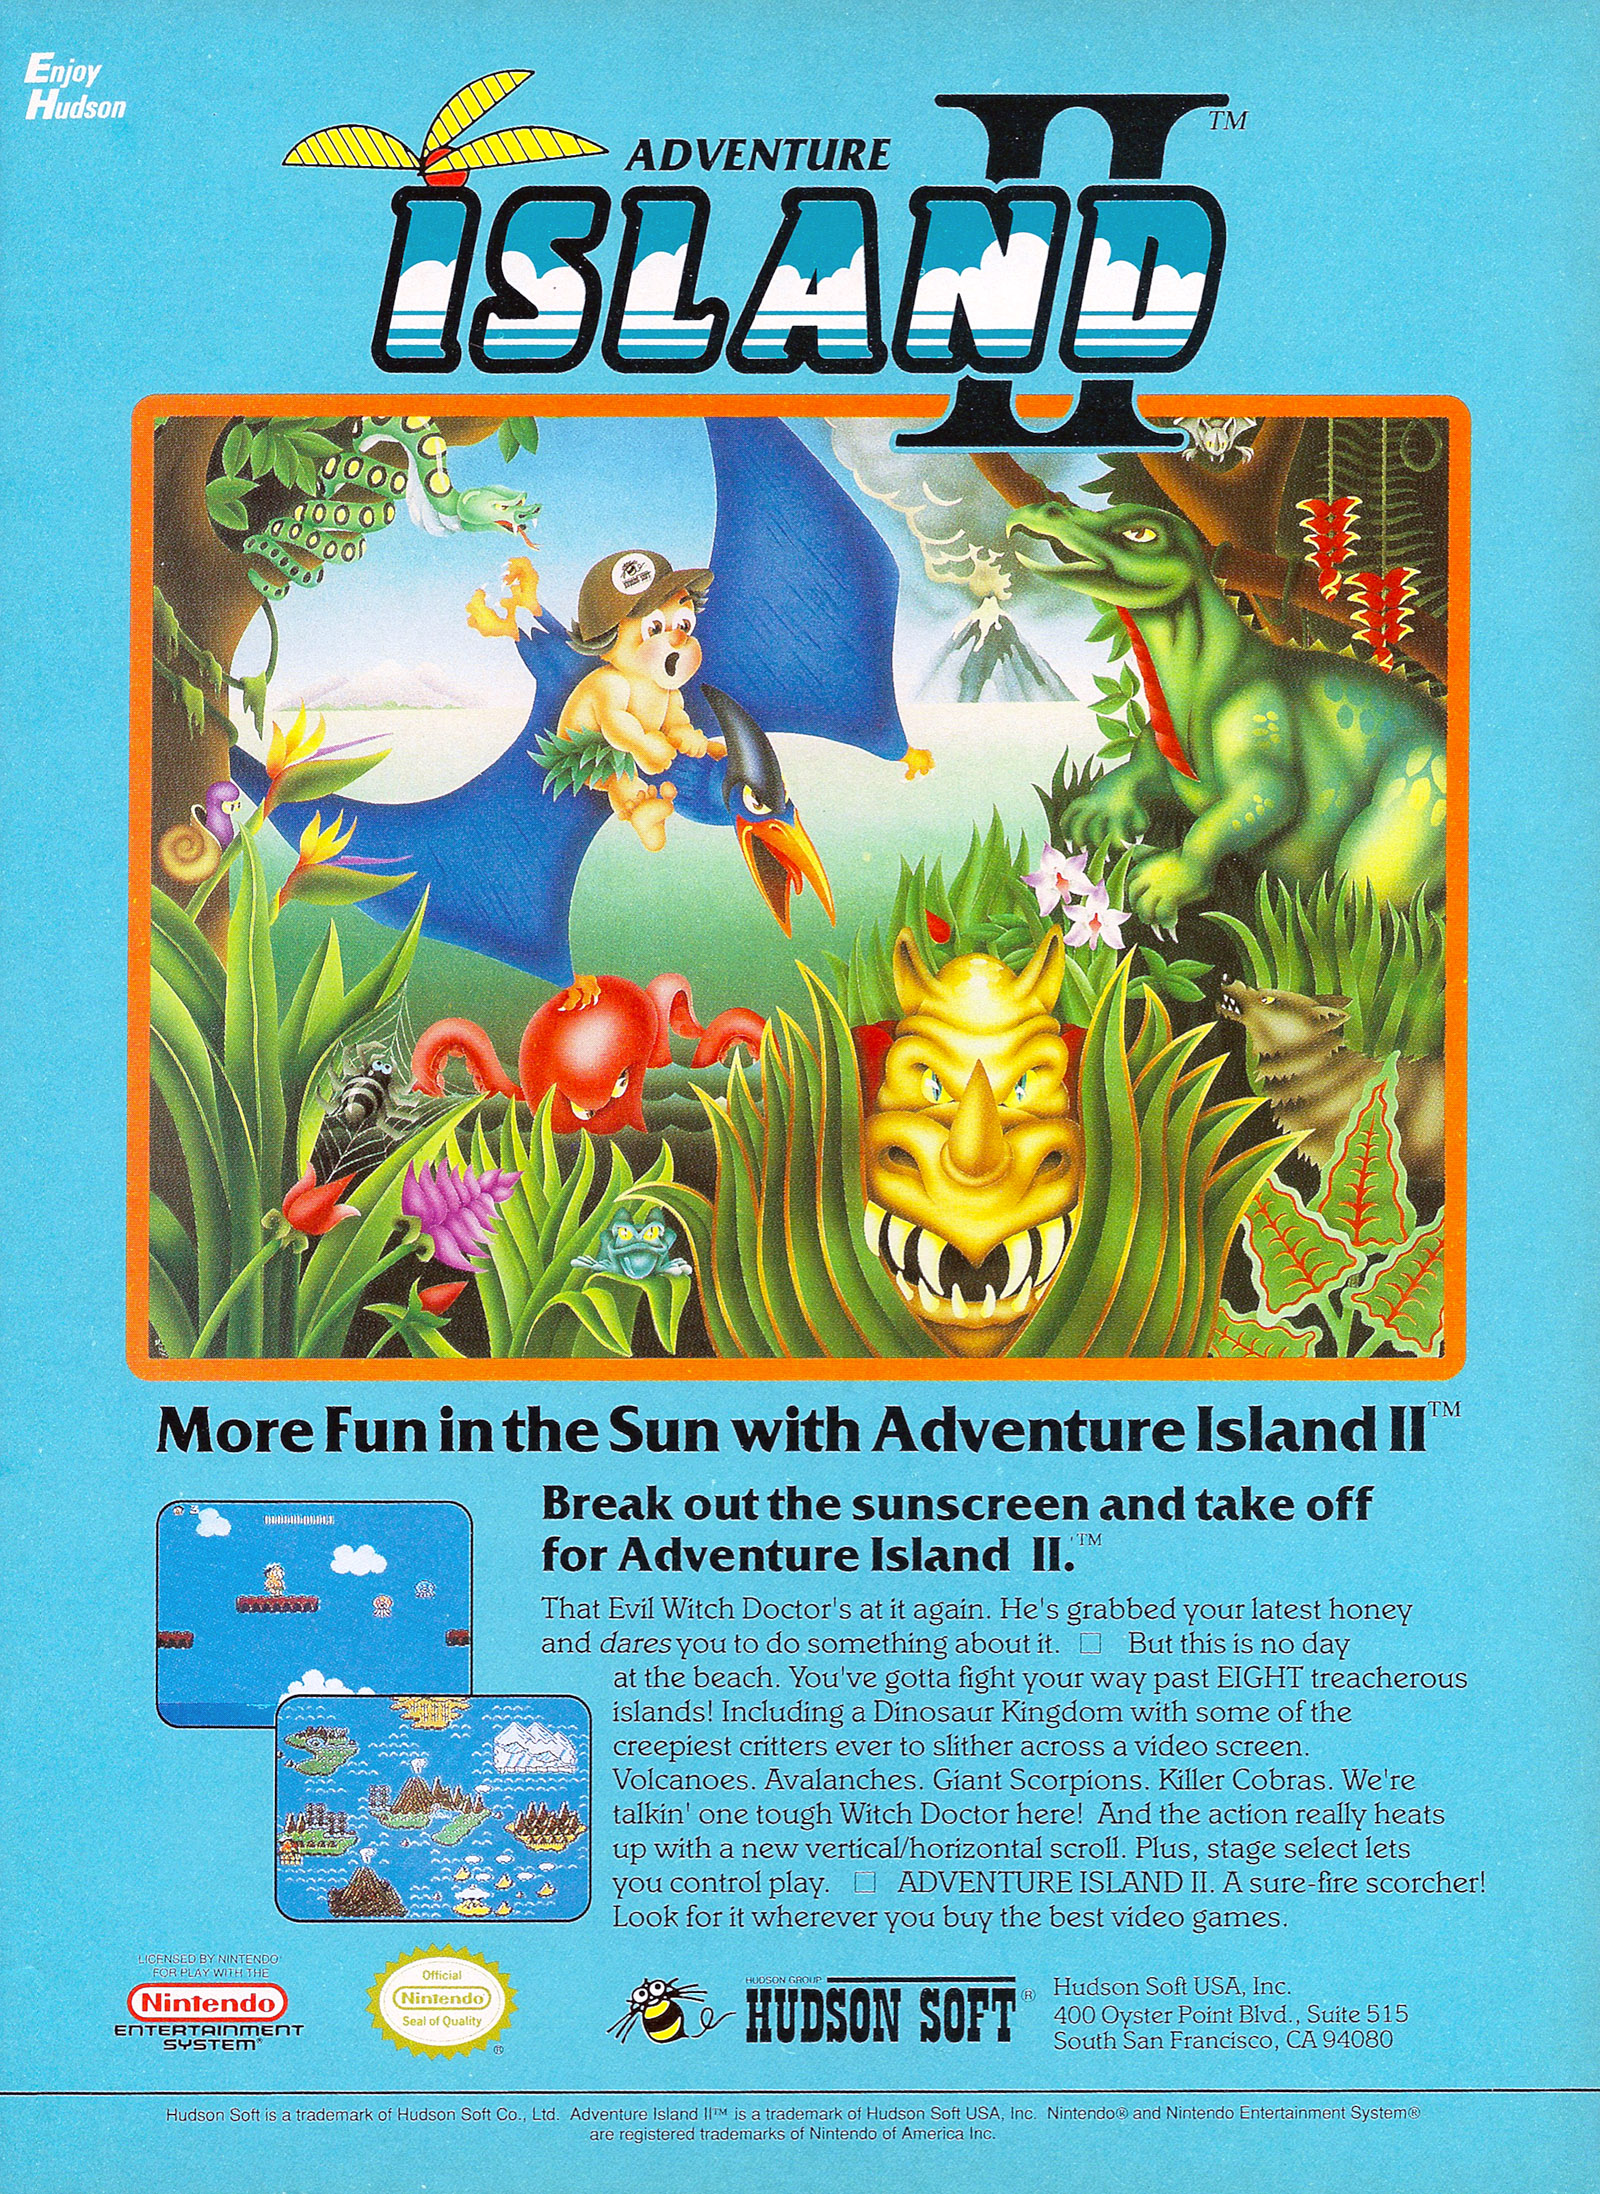 Enjoy
Hudson
ADVENTURE
ISLAND II™
HUDSON SOFT
More Fun in the Sun with Adventure Island II™
Break out the sunscreen and take off
for Adventure Island II.™
That Evil Witch Doctor's at it again. He's grabbed your latest honey
and dares you to do something about it. □ But this is no day
at the beach. You've gotta fight your way past EIGHT treacherous
islands! Including a Dinosaur Kingdom with some of the
creepiest critters ever to slither across a video screen.
Volcanoes. Avalanches. Giant Scorpions. Killer Cobras. We're
talkin' one tough Witch Doctor here! And the action really heats
up with a new vertical/horizontal scroll. Plus, stage select lets
you control play. □ ADVENTURE ISLAND II. A sure-fire scorcher!
Look for it wherever you buy the best video games.
3
LICENSED BY NINTENDO
FOR PLAY WITH THE
Nintendo
ENTERTAINMENT
SYSTEM®
Official
Nintendo
Seal of Quality
®
HUDSON GROUP
HUDSON SOFT®
Hudson Soft USA, Inc.
400 Oyster Point Blvd., Suite 515
South San Francisco, CA 94080
Hudson Soft is a trademark of Hudson Soft Co., Ltd. Adventure Island II™ is a trademark of Hudson Soft USA, Inc. Nintendo® and Nintendo Entertainment System®
are registered trademarks of Nintendo of America Inc.